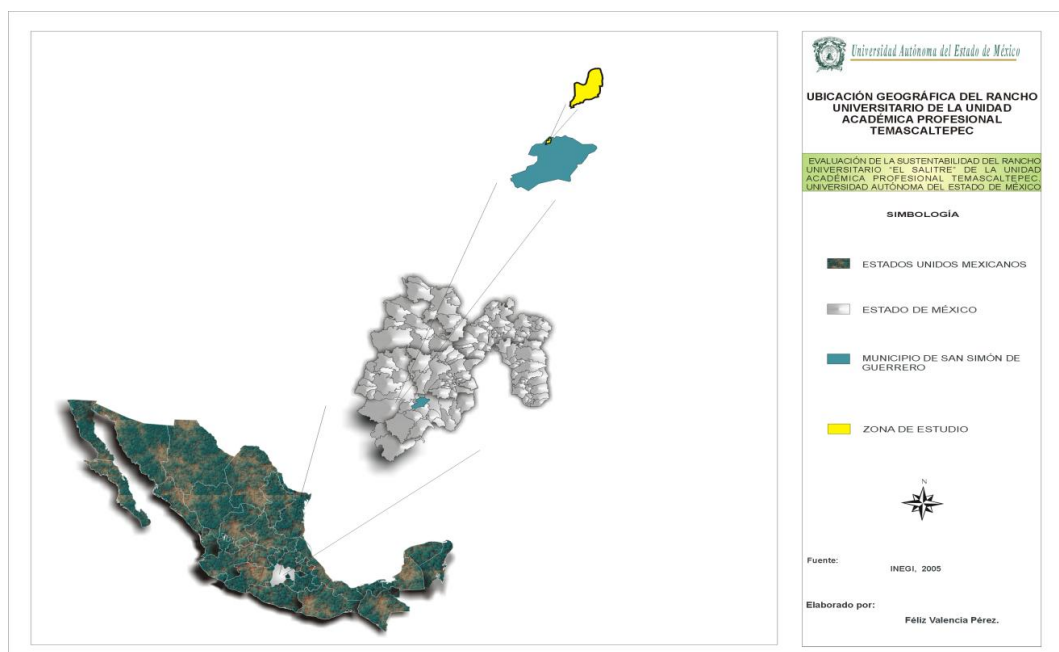 Universidad Autónoma del Estado de México
UBICACIÓN GEOGRÁFICA DEL RANCHO
UNIVERSITARIO DE LA UNIDAD
ACADÉMICA PROFESIONAL
TEMASCALTEPEC
EVALUACIÓN DE LA SUSTENTABILIDAD DEL RANCHO
UNIVERSITARIO "EL SALITRE" DE LA UNIDAD
ACADÉMICA PROFESIONAL TEMASCALTEPEC.
UNIVERSIDAD AUTÓNOMA DEL ESTADO DE MÉXICO
SIMBOLOGÍA
ESTADOS UNIDOS MEXICANOS
ESTADO DE MÉXICO
MUNICIPIO DE SAN SIMÓN DE
GUERRERO
ZONA DE ESTUDIO
N
Fuente:
INEGI, 2005
Elaborado por:
Féliz Valencia Pérez.